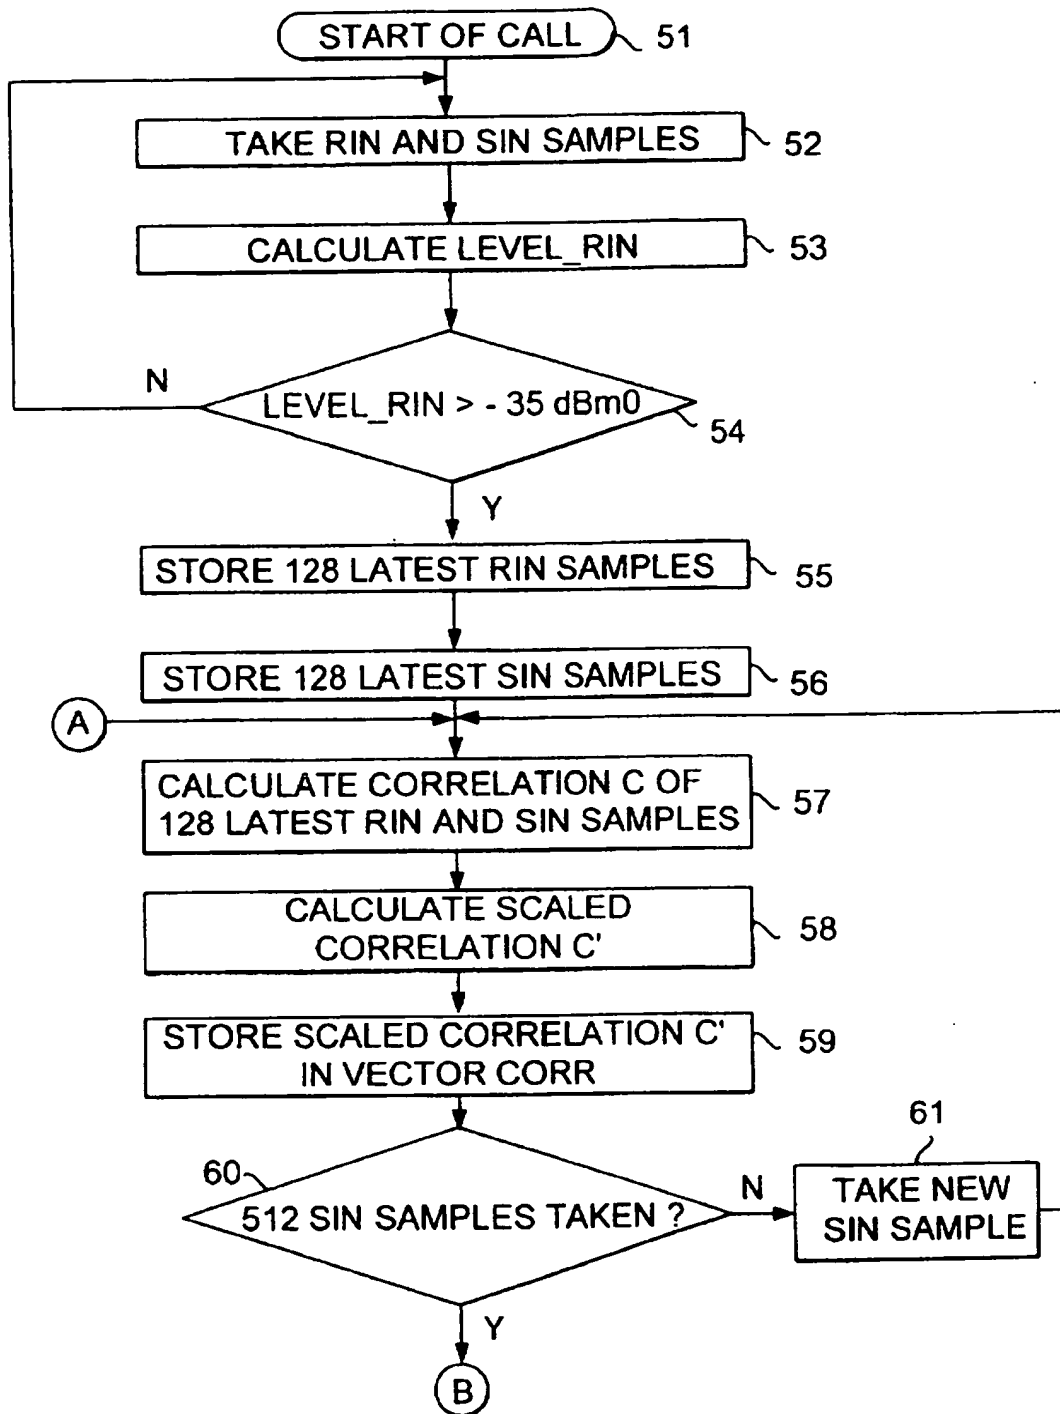 START OF CALL 51
TAKE RIN AND SIN SAMPLES 52
CALCULATE LEVEL_RIN 53
N
LEVEL_RIN > - 35 dBm0 54
Y
STORE 128 LATEST RIN SAMPLES 55
STORE 128 LATEST SIN SAMPLES 56
A
CALCULATE CORRELATION C OF
128 LATEST RIN AND SIN SAMPLES 57
CALCULATE SCALED
CORRELATION C' 58
STORE SCALED CORRELATION C'
IN VECTOR CORR 59
60
512 SIN SAMPLES TAKEN ?
N
61
TAKE NEW
SIN SAMPLE
Y
B